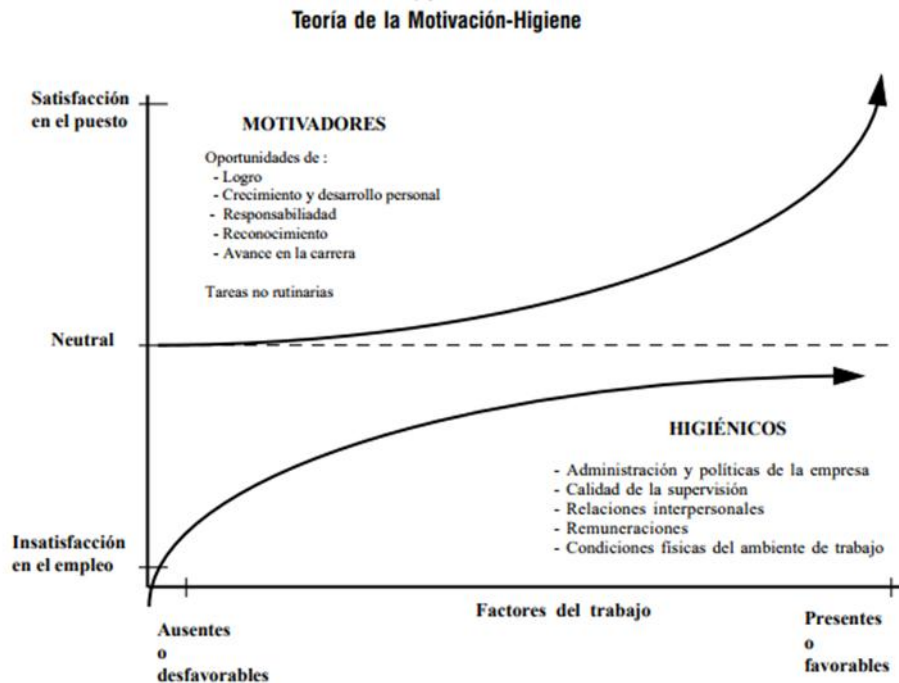 Teoría de la Motivación-Higiene
Satisfacción
en el puesto
MOTIVADORES
Oportunidades de :
- Logro
- Crecimiento y desarrollo personal
- Responsabiliadad
- Reconocimiento
- Avance en la carrera
Tareas no rutinarias
Neutral
HIGIÉNICOS
- Administración y políticas de la empresa
- Calidad de la supervisión
- Relaciones interpersonales
- Remuneraciones
- Condiciones físicas del ambiente de trabajo
Insatisfacción
en el empleo
Factores del trabajo
Ausentes
o
desfavorables
Presentes
o
favorables